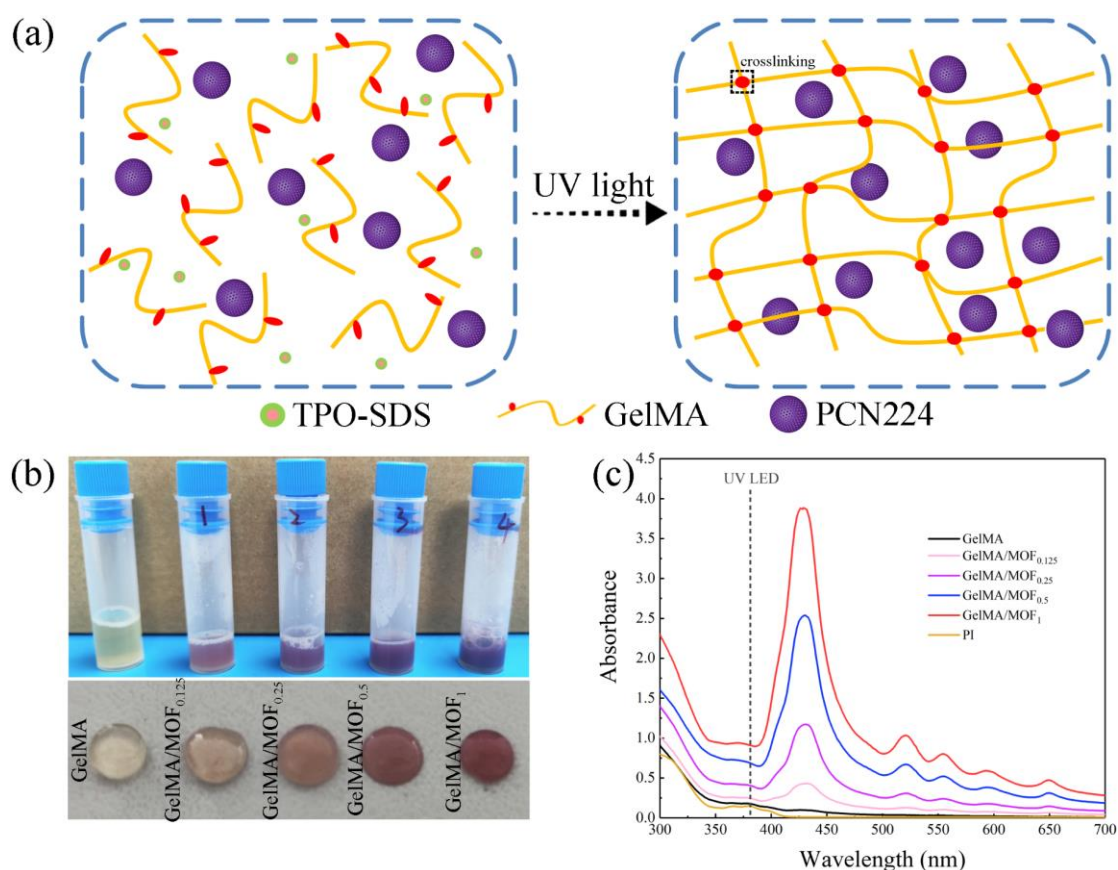 (a)
crosslinking
UV light
TPO-SDS
GelMA
PCN224
(b)
1
2
3
4
GelMA
GelMA/MOF0.125
GelMA/MOF0.25
GelMA/MOF0.5
GelMA/MOF1
(c)
UV LED
GelMA
GelMA/MOF0.125
GelMA/MOF0.25
GelMA/MOF0.5
GelMA/MOF1
PI
Absorbance
4.5
4.0
3.5
3.0
2.5
2.0
1.5
1.0
0.5
0.0
300
350
400
450
500
550
600
650
700
Wavelength (nm)